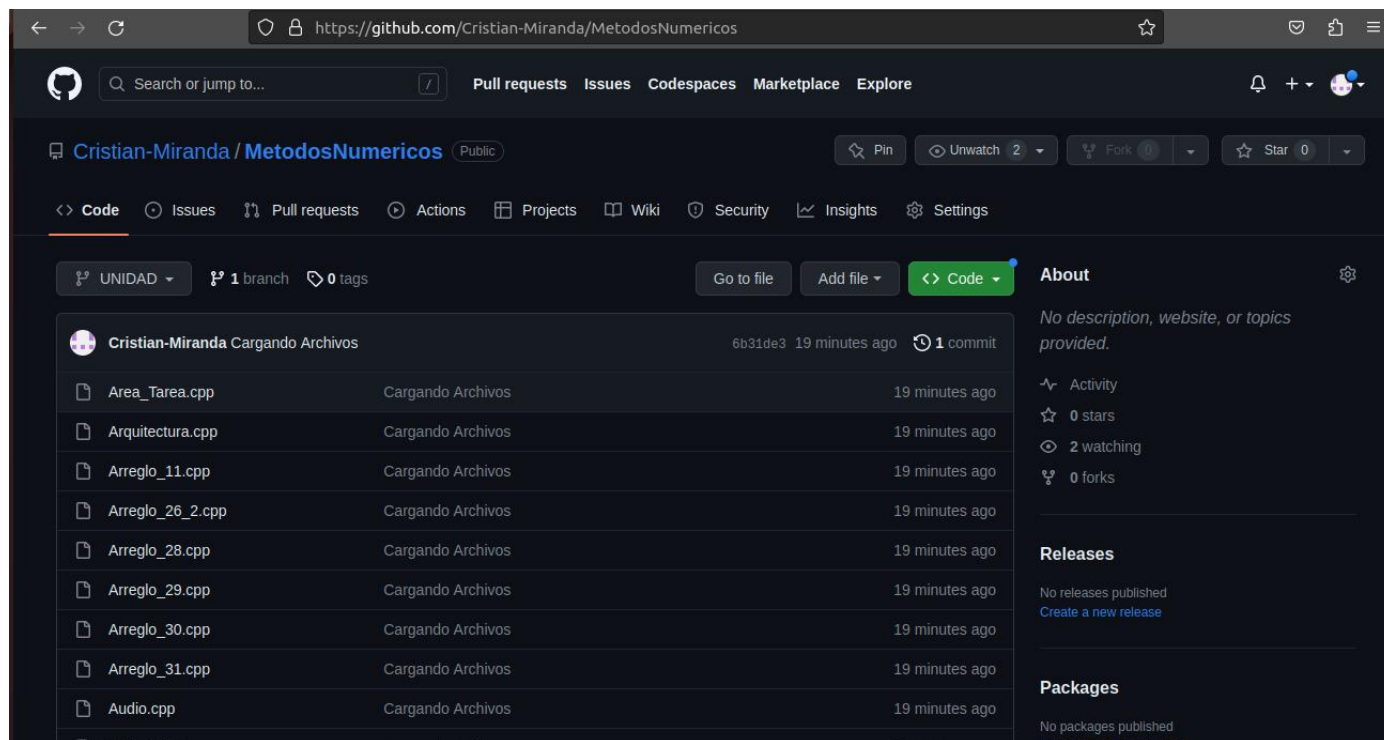 https://github.com/Cristian-Miranda/MetodosNumericos
Search or jump to... / Pull requests Issues Codespaces Marketplace Explore
Cristian-Miranda / MetodosNumericos Public Pin Unwatch 2 Fork 0 Star 0
<> Code Issues Pull requests Actions Projects Wiki Security Insights Settings
UNIDAD 1 branch 0 tags Go to file Add file <> Code
Cristian-Miranda Cargando Archivos 6b31de3 19 minutes ago 1 commit
Area_Tarea.cpp Cargando Archivos 19 minutes ago
Arquitectura.cpp Cargando Archivos 19 minutes ago
Arreglo_11.cpp Cargando Archivos 19 minutes ago
Arreglo_26_2.cpp Cargando Archivos 19 minutes ago
Arreglo_28.cpp Cargando Archivos 19 minutes ago
Arreglo_29.cpp Cargando Archivos 19 minutes ago
Arreglo_30.cpp Cargando Archivos 19 minutes ago
Arreglo_31.cpp Cargando Archivos 19 minutes ago
Audio.cpp Cargando Archivos 19 minutes ago
About
No description, website, or topics
provided.
Activity
0 stars
2 watching
0 forks
Releases
No releases published
Create a new release
Packages
No packages published